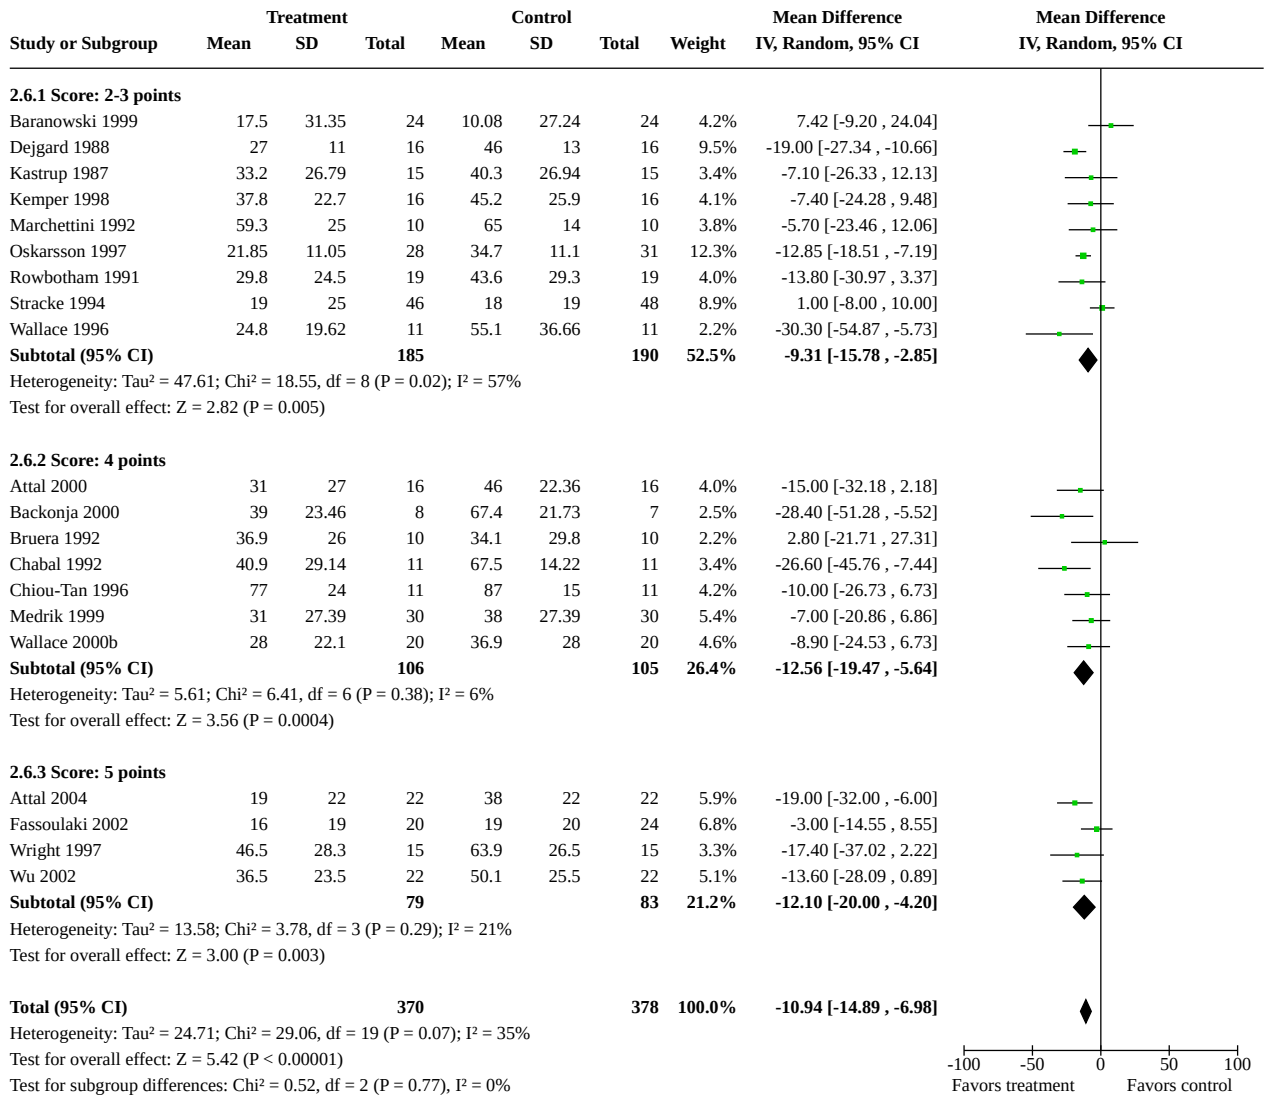 Treatment Control Mean Difference Mean Difference
Study or Subgroup Mean SD Total Mean SD Total Weight IV, Random, 95% CI IV, Random, 95% CI
2.6.1 Score: 2-3 points
Baranowski 1999 17.5 31.35 24 10.08 27.24 24 4.2% 7.42 [-9.20 , 24.04]
Dejgard 1988 27 11 16 46 13 16 9.5% -19.00 [-27.34 , -10.66]
Kastrup 1987 33.2 26.79 15 40.3 26.94 15 3.4% -7.10 [-26.33 , 12.13]
Kemper 1998 37.8 22.7 16 45.2 25.9 16 4.1% -7.40 [-24.28 , 9.48]
Marchettini 1992 59.3 25 10 65 14 10 3.8% -5.70 [-23.46 , 12.06]
Oskarsson 1997 21.85 11.05 28 34.7 11.1 31 12.3% -12.85 [-18.51 , -7.19]
Rowbotham 1991 29.8 24.5 19 43.6 29.3 19 4.0% -13.80 [-30.97 , 3.37]
Stracke 1994 19 25 46 18 19 48 8.9% 1.00 [-8.00 , 10.00]
Wallace 1996 24.8 19.62 11 55.1 36.66 11 2.2% -30.30 [-54.87 , -5.73]
Subtotal (95% CI) 185 190 52.5% -9.31 [-15.78 , -2.85]
Heterogeneity: Tau² = 47.61; Chi² = 18.55, df = 8 (P = 0.02); I² = 57%
Test for overall effect: Z = 2.82 (P = 0.005)
2.6.2 Score: 4 points
Attal 2000 31 27 16 46 22.36 16 4.0% -15.00 [-32.18 , 2.18]
Backonja 2000 39 23.46 8 67.4 21.73 7 2.5% -28.40 [-51.28 , -5.52]
Bruera 1992 36.9 26 10 34.1 29.8 10 2.2% 2.80 [-21.71 , 27.31]
Chabal 1992 40.9 29.14 11 67.5 14.22 11 3.4% -26.60 [-45.76 , -7.44]
Chiou-Tan 1996 77 24 11 87 15 11 4.2% -10.00 [-26.73 , 6.73]
Medrik 1999 31 27.39 30 38 27.39 30 5.4% -7.00 [-20.86 , 6.86]
Wallace 2000b 28 22.1 20 36.9 28 20 4.6% -8.90 [-24.53 , 6.73]
Subtotal (95% CI) 106 105 26.4% -12.56 [-19.47 , -5.64]
Heterogeneity: Tau² = 5.61; Chi² = 6.41, df = 6 (P = 0.38); I² = 6%
Test for overall effect: Z = 3.56 (P = 0.0004)
2.6.3 Score: 5 points
Attal 2004 19 22 22 38 22 22 5.9% -19.00 [-32.00 , -6.00]
Fassoulaki 2002 16 19 20 19 20 24 6.8% -3.00 [-14.55 , 8.55]
Wright 1997 46.5 28.3 15 63.9 26.5 15 3.3% -17.40 [-37.02 , 2.22]
Wu 2002 36.5 23.5 22 50.1 25.5 22 5.1% -13.60 [-28.09 , 0.89]
Subtotal (95% CI) 79 83 21.2% -12.10 [-20.00 , -4.20]
Heterogeneity: Tau² = 13.58; Chi² = 3.78, df = 3 (P = 0.29); I² = 21%
Test for overall effect: Z = 3.00 (P = 0.003)
Total (95% CI) 370 378 100.0% -10.94 [-14.89 , -6.98]
Heterogeneity: Tau² = 24.71; Chi² = 29.06, df = 19 (P = 0.07); I² = 35%
Test for overall effect: Z = 5.42 (P < 0.00001)
-100 -50 0 50 100
Test for subgroup differences: Chi² = 0.52, df = 2 (P = 0.77), I² = 0%
Favors treatment Favors control